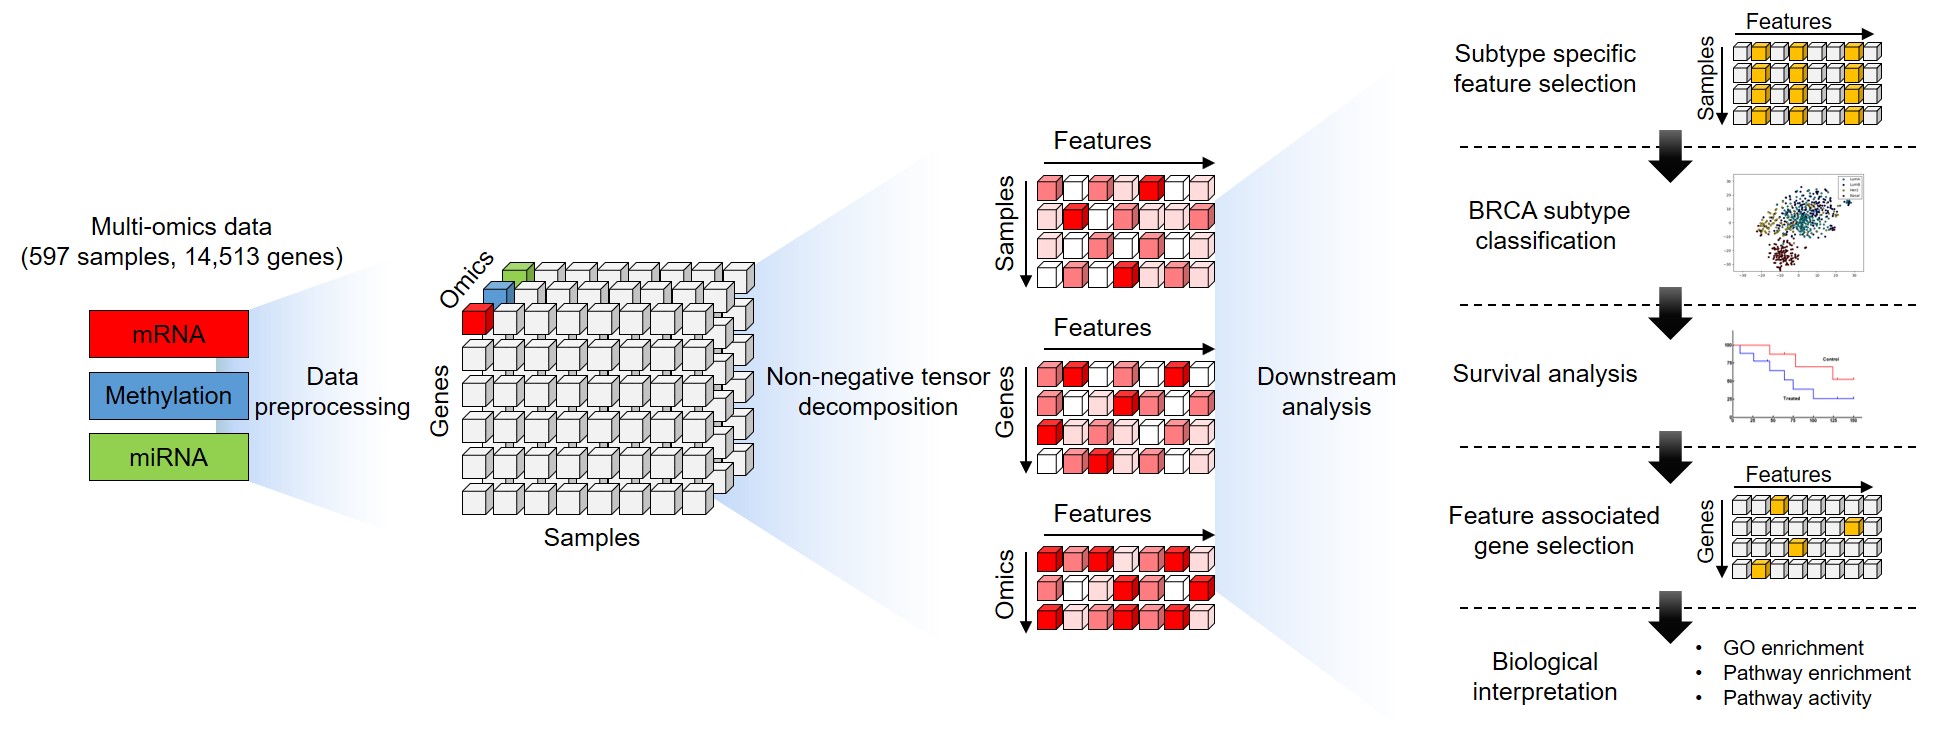 Multi-omics data
(597 samples, 14,513 genes)
mRNA
Methylation
miRNA
Data
preprocessing
Omics
Genes
Samples
Non-negative tensor
decomposition
Features
Samples
Features
Genes
Features
Omics
Downstream
analysis
Subtype specific
feature selection
Features
Samples
BRCA subtype
classification
Survival analysis
Control
Treated
Feature associated
gene selection
Features
Genes
Biological
interpretation
• GO enrichment
• Pathway enrichment
• Pathway activity